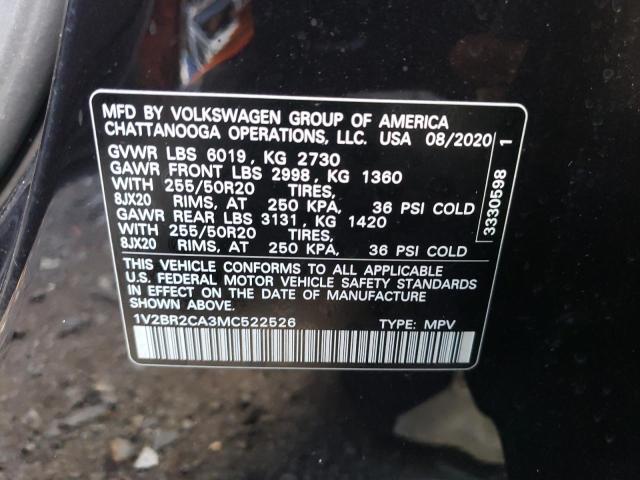 MFD BY VOLKSWAGEN GROUP OF AMERICA
CHATTANOOGA OPERATIONS, LLC. USA 08/2020
GVWR LBS 6019, KG 2730
GAWR FRONT LBS 2998, KG 1360
WITH 255/50R20 TIRES,
8JX20 RIMS, AT 250 KPA, 36 PSI COLD
GAWR REAR LBS 3131, KG 1420
WITH 255/50R20 TIRES,
8JX20 RIMS, AT 250 KPA, 36 PSI COLD
THIS VEHICLE CONFORMS TO ALL APPLICABLE
U.S. FEDERAL MOTOR VEHICLE SAFETY STANDARDS
IN EFFECT ON THE DATE OF MANUFACTURE
SHOWN ABOVE
1V2BR2CA3MC522526 TYPE: MPV
3330598 1